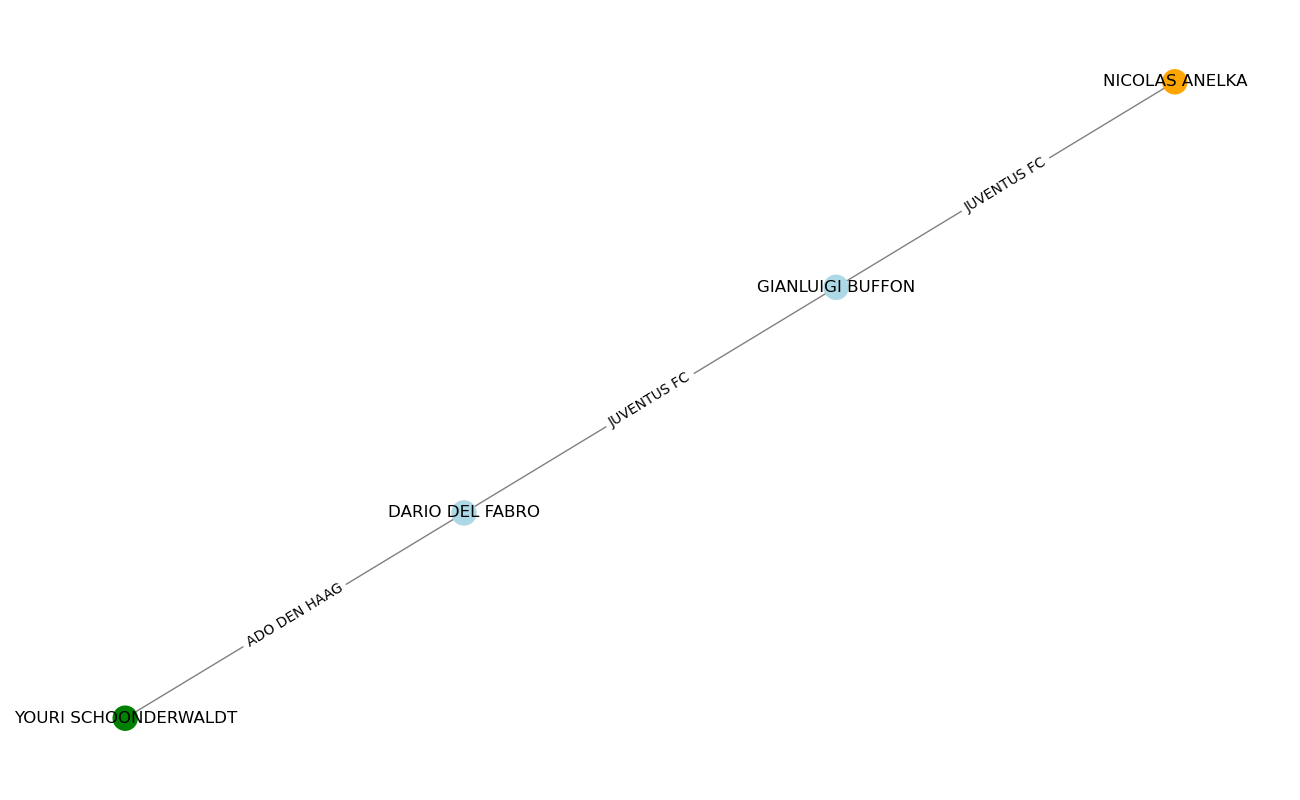 NICOLAS ANELKA
JUVENTUS FC
GIANLUIGI BUFFON
JUVENTUS FC
DARIO DEL FABRO
ADO DEN HAAG
YOURI SCHOONDERWALDT